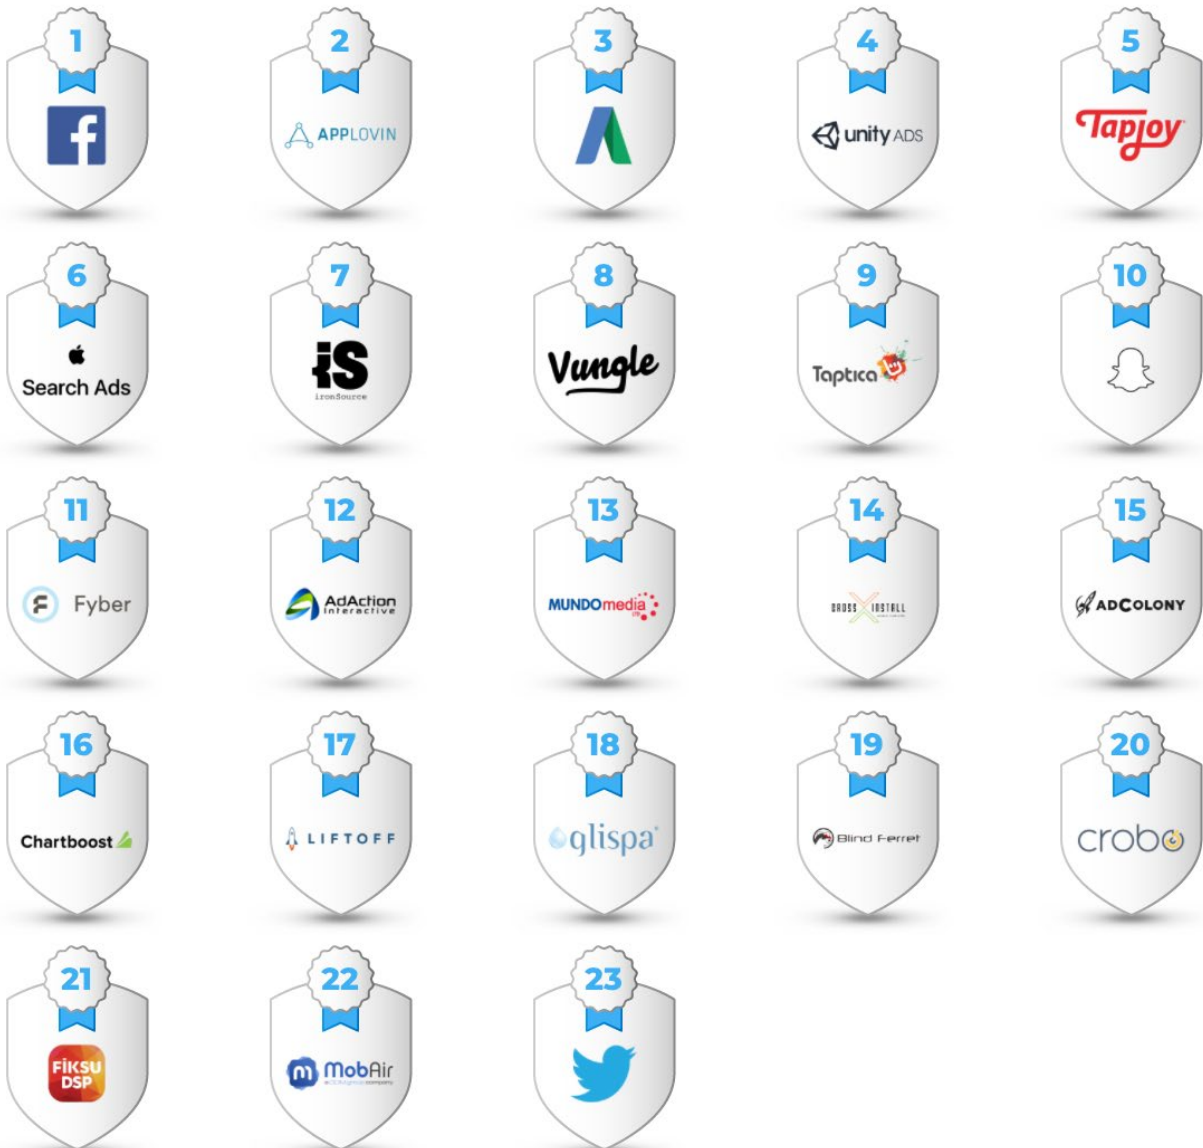 1
2
3
4
5
APPLOVIN
unity ADS
Tapjoy
6
7
8
9
10
Search Ads
iS
ironSource
Vungle
Taptica
11
12
13
14
15
F Fyber
AdAction
Interactive
MUNDOmedia
CROSS INSTALL
ADCOLONY
16
17
18
19
20
Chartboost
LIFTOFF
glispa
Blind Ferret
crobo
21
22
23
FIKSU
DSP
m MobAir